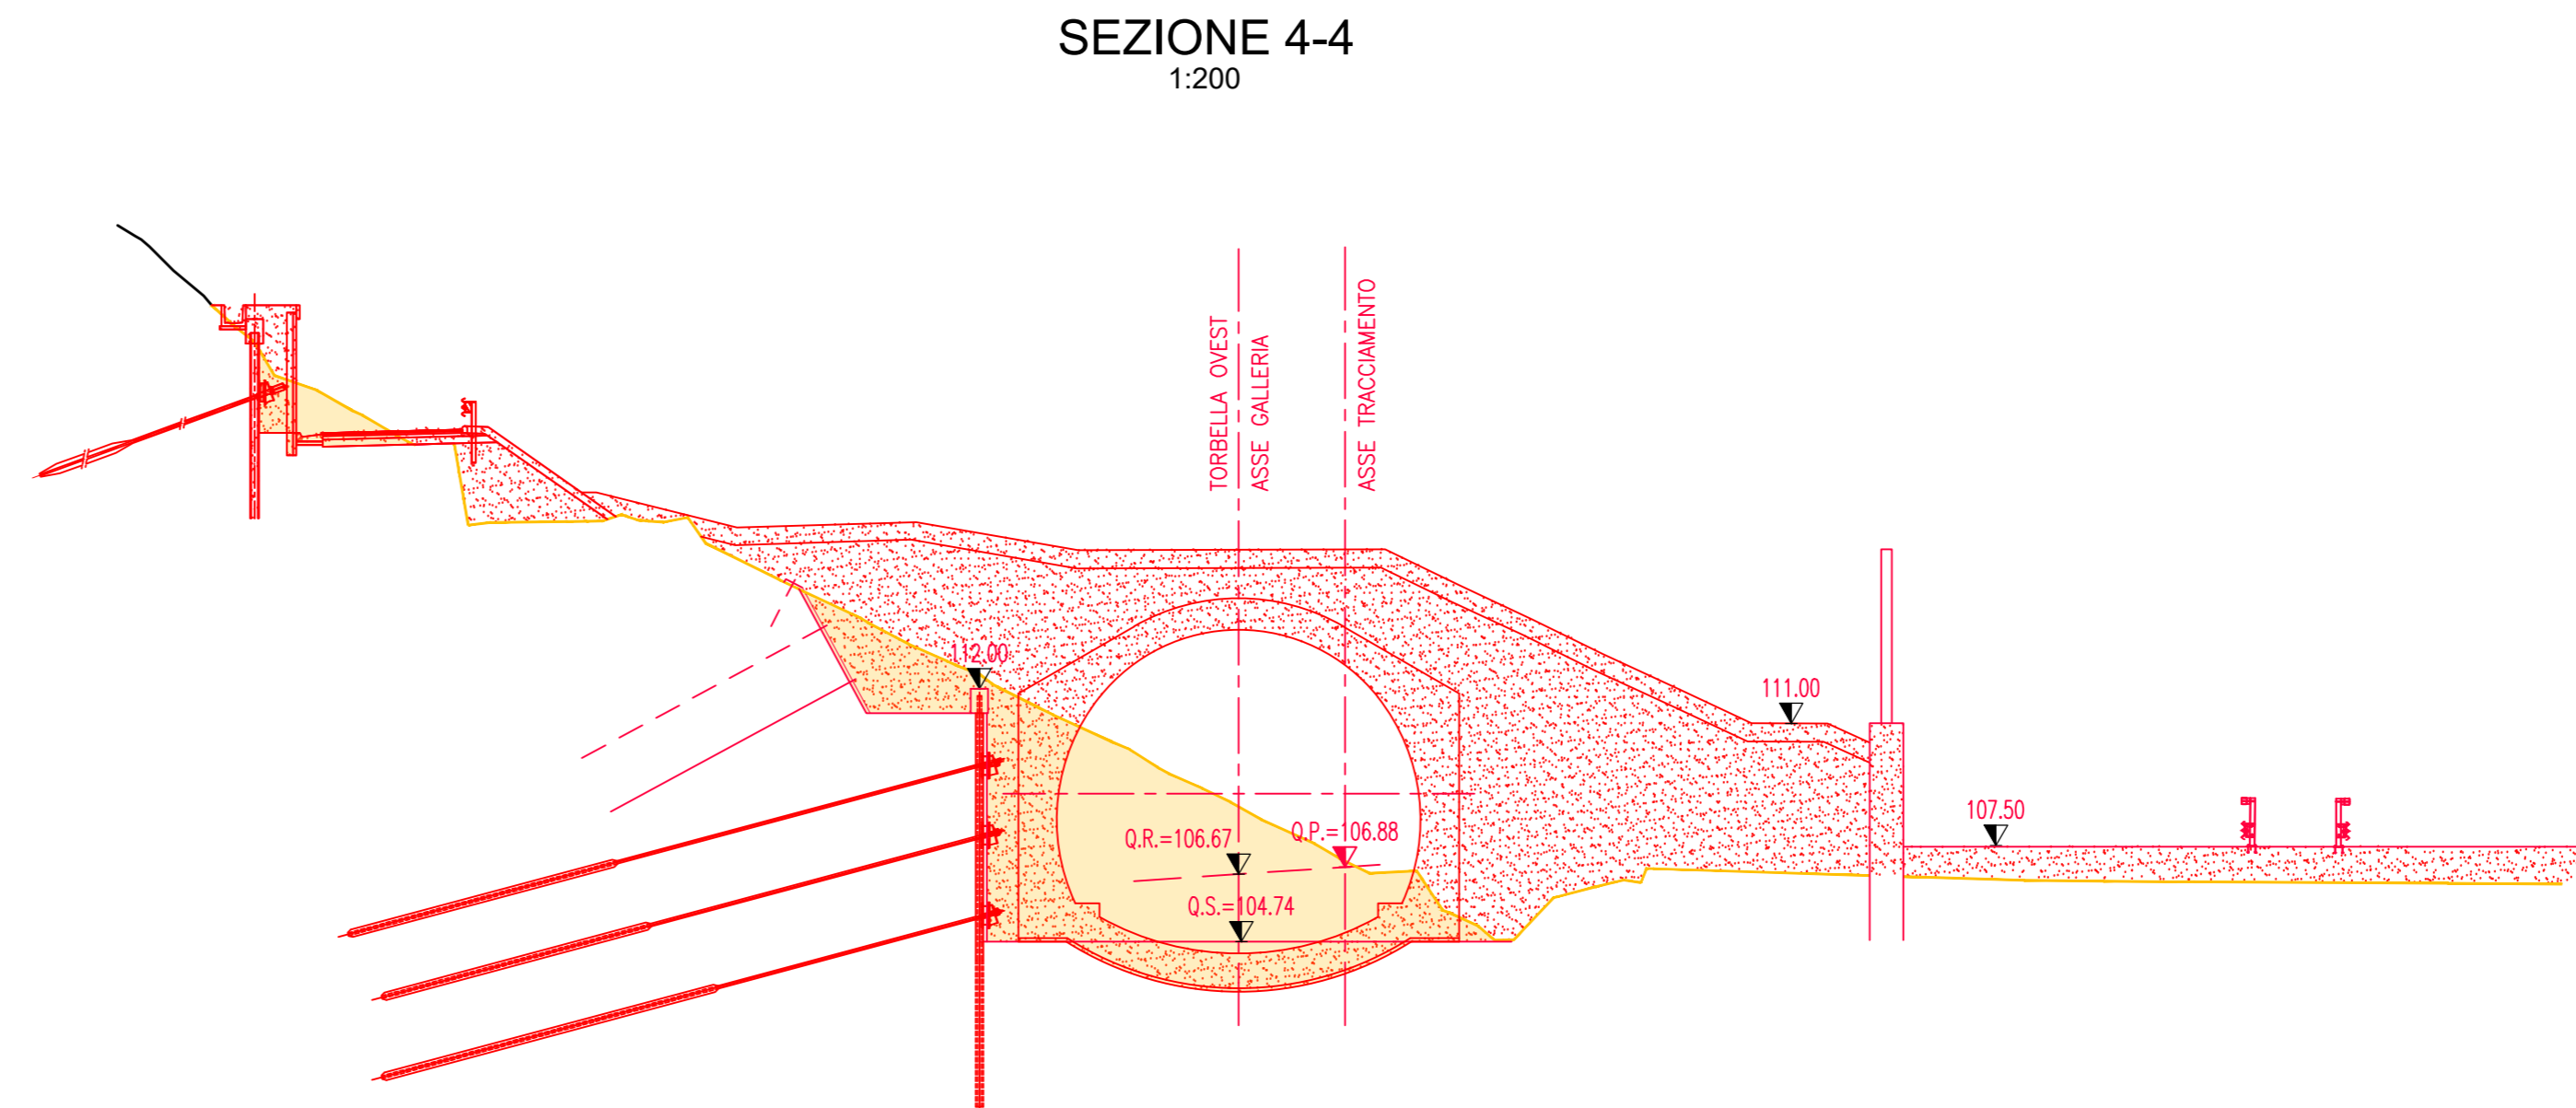 SEZIONE 4-4
1:200
TORBELLA OVEST
ASSE GALLERIA
ASSE TRACCIAMENTO
112.00
111.00
107.50
Q.R.=106.67
Q.P.=106.88
Q.S.=104.74